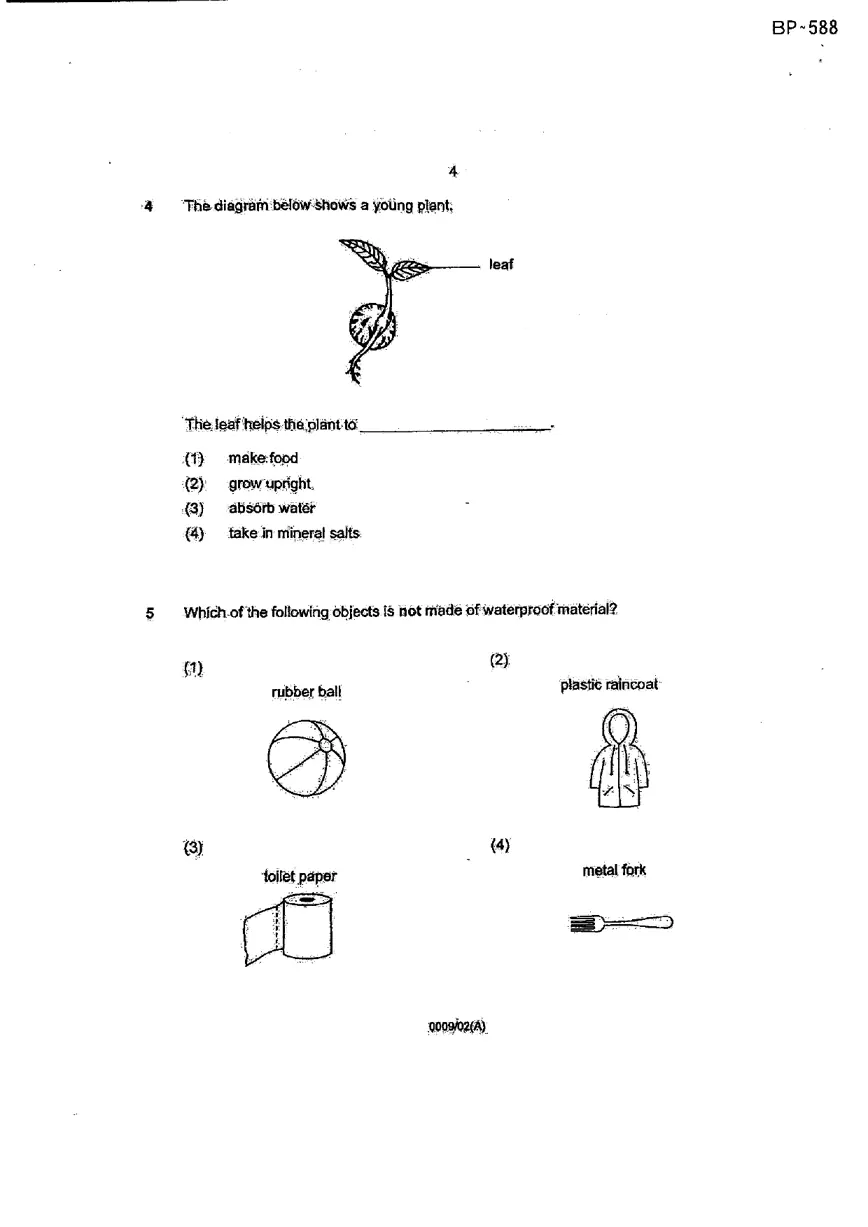 BP-588
4
4 The diagram below shows a young plant.
leaf
The leaf helps the plant to ______________________.
(1) make food
(2) grow upright
(3) absorb water
(4) take in mineral salts
5 Which of the following objects is not made of waterproof material?
(1)
rubber ball
(2)
plastic raincoat
(3)
toilet paper
(4)
metal fork
0009/02(A)